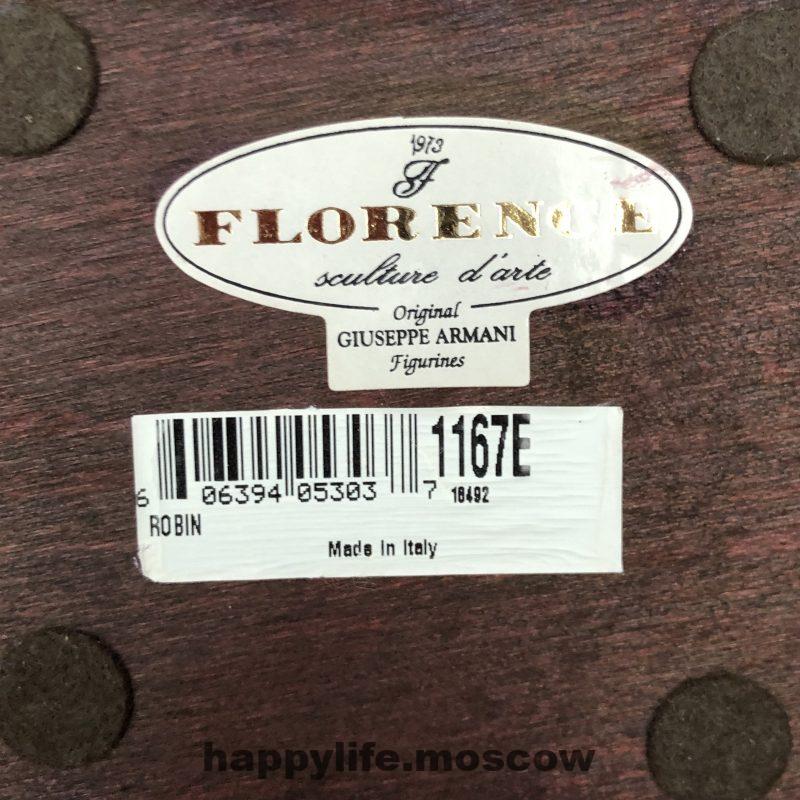 1973
F
FLORENCE
sculture d'arte
Original
GIUSEPPE ARMANI
Figurines
1167E
6 06394 05303 7 18492
ROBIN
Made in Italy
happylife.moscow